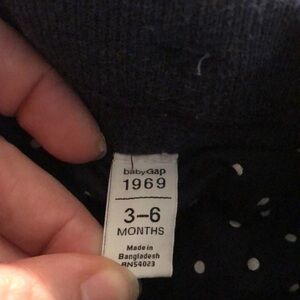 babyGap
1969
3–6
MONTHS
Made in
Bangladesh
RN54023